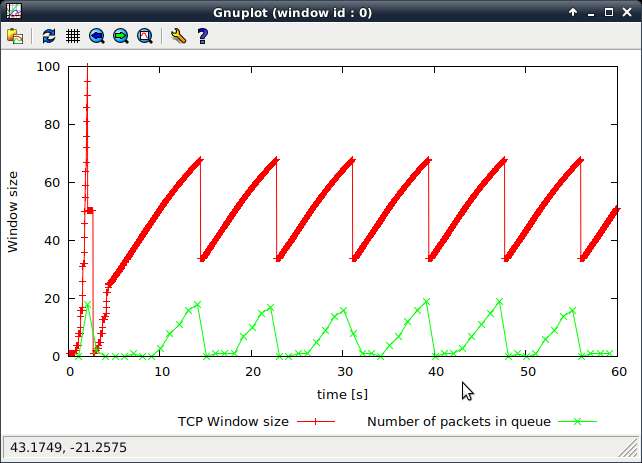 Gnuplot (window id : 0)
100
80
60
40
20
0
Window size
0 10 20 30 40 50 60
time [s]
TCP Window size Number of packets in queue
43.1749, -21.2575